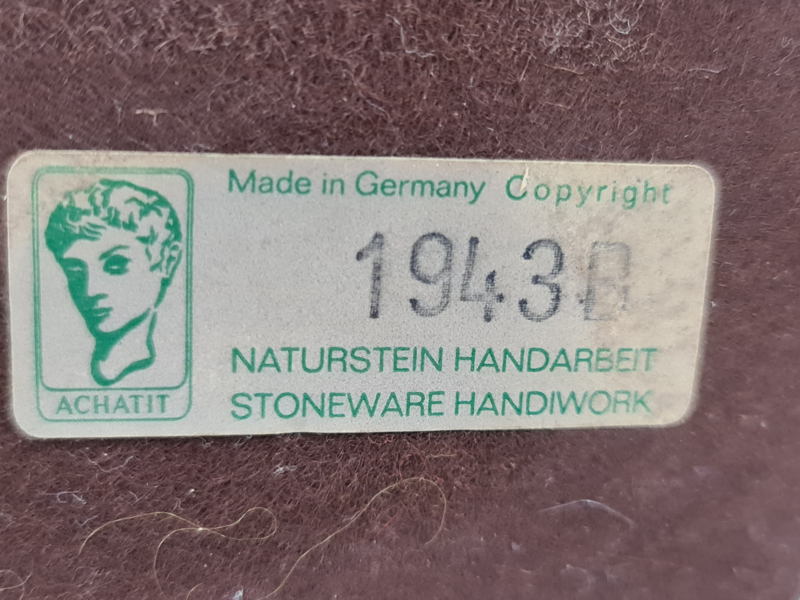 Made in Germany Copyright
1943B
NATURSTEIN HANDARBEIT
STONEWARE HANDIWORK
ACHATIT